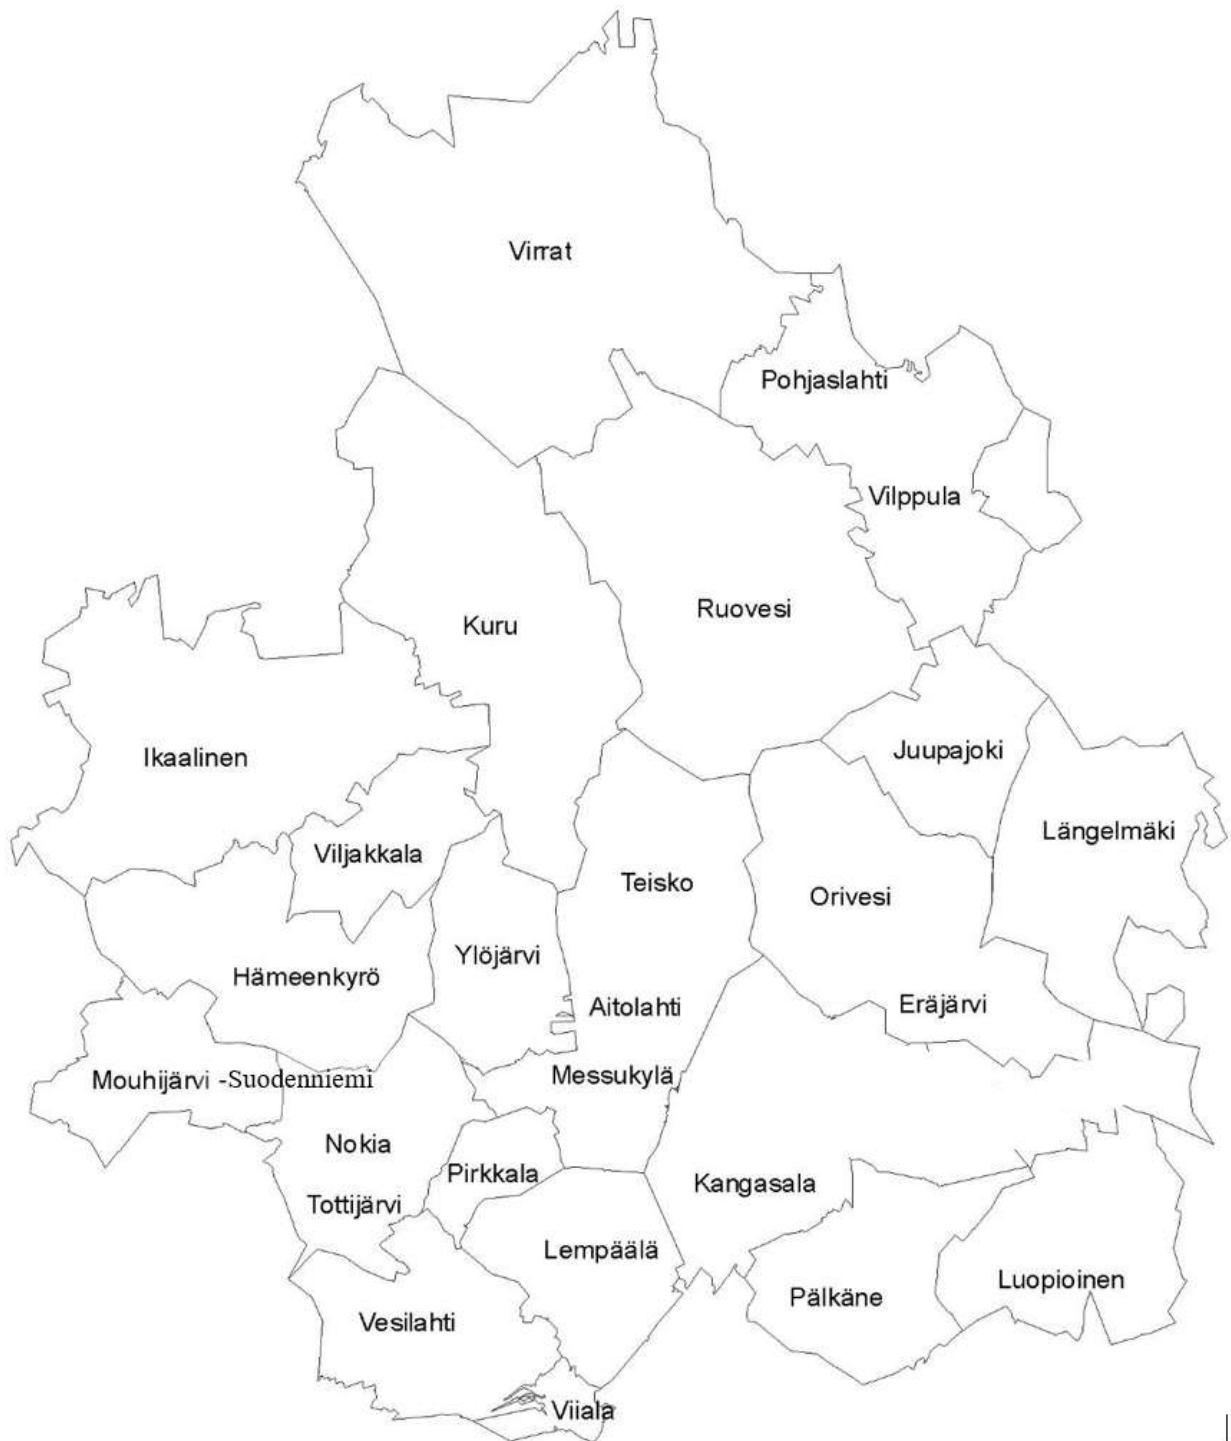 Virrat
Pohjaslahti
Vilppula
Ruovesi
Kuru
Juupajoki
Ikaalinen
Längelmäki
Viljakkala
Teisko
Orivesi
Ylöjärvi
Hämeenkyrö
Aitolahti
Eräjärvi
Messukylä
Mouhijärvi -Suodenniemi
Nokia
Pirkkala
Kangasala
Tottijärvi
Lempäälä
Luopioinen
Pälkäne
Vesilahti
Viiala